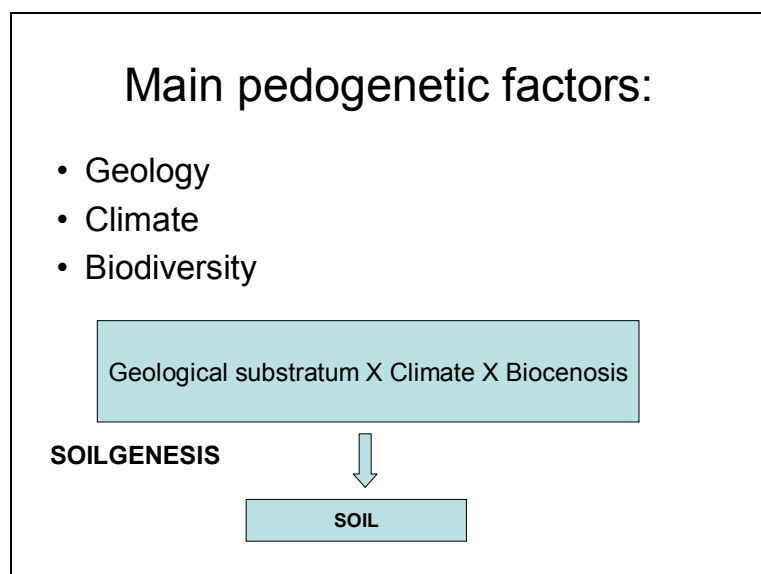 Main pedogenetic factors:
• Geology
• Climate
• Biodiversity
Geological substratum X Climate X Biocenosis
SOILGENESIS
SOIL